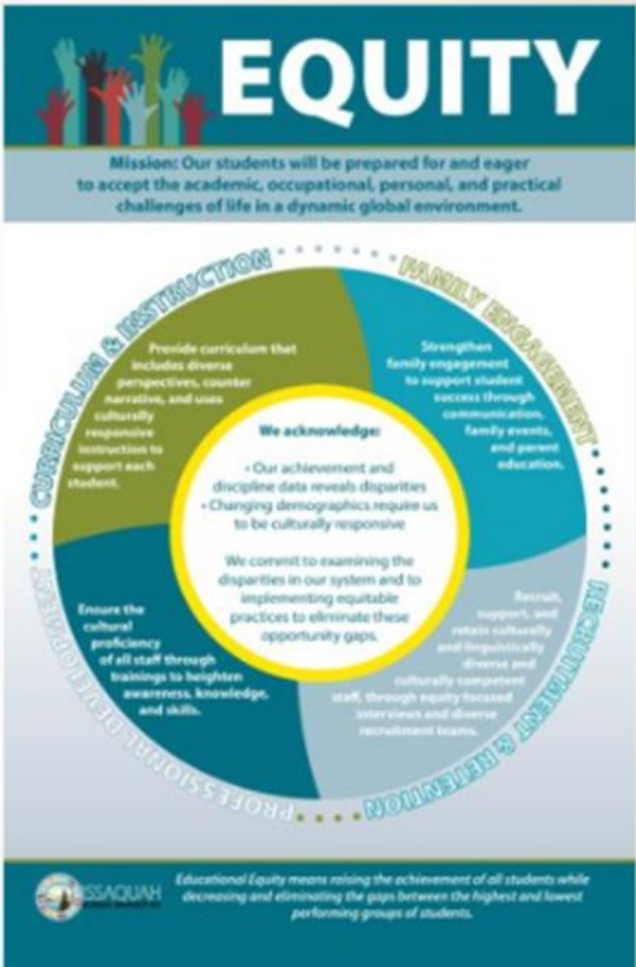 EQUITY
Mission: Our students will be prepared for and eager
to accept the academic, occupational, personal, and practical
challenges of life in a dynamic global environment.
CURRICULUM & INSTRUCTION
Provide curriculum that
includes diverse
perspectives, counter
narrative, and uses
culturally
responsive
instruction to
support each
student.
FAMILY ENGAGEMENT
Strengthen
family engagement
to support student
success through
communication,
family events,
and parent
education.
We acknowledge:
• Our achievement and
discipline data reveals disparities
• Changing demographics require us
to be culturally responsive
We commit to examining the
disparities in our system and to
implementing equitable
practices to eliminate these
opportunity gaps.
PROFESSIONAL DEVELOPMENT
Ensure the
cultural
proficiency
of all staff through
trainings to heighten
awareness, knowledge,
and skills.
RECRUITMENT & RETENTION
Recruit,
support, and
retain culturally
and linguistically
diverse and
culturally competent
staff, through equity focused
interviews and diverse
recruitment teams.
ISSAQUAH
Educational Equity means raising the achievement of all students while
decreasing and eliminating the gaps between the highest and lowest
performing groups of students.